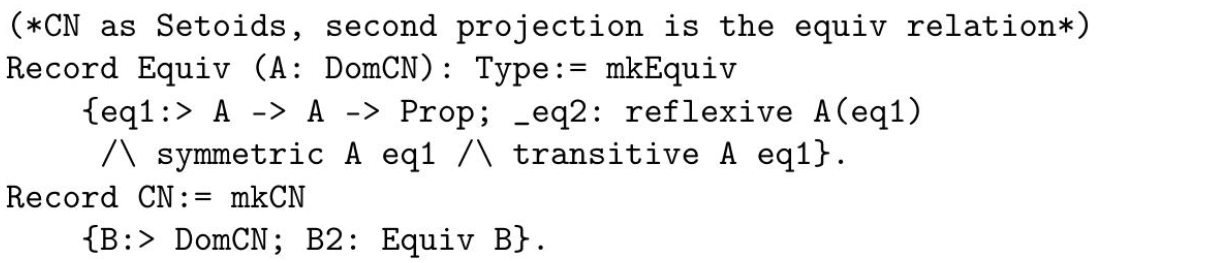 (*CN as Setoids, second projection is the equiv relation*)
Record Equiv (A: DomCN): Type:= mkEquiv
{eq1:> A -> A -> Prop; _eq2: reflexive A(eq1)
/\ symmetric A eq1 /\ transitive A eq1}.
Record CN:= mkCN
{B:> DomCN; B2: Equiv B}.